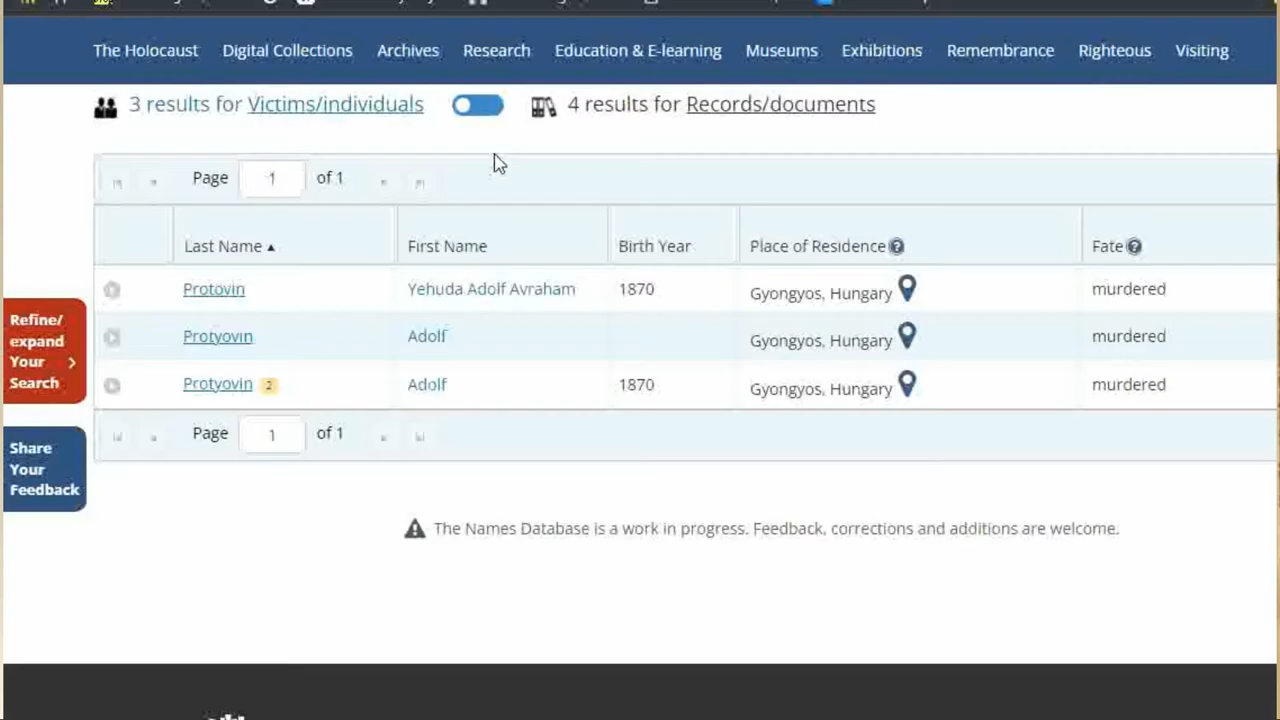 The Holocaust Digital Collections Archives Research Education & E-learning Museums Exhibitions Remembrance Righteous Visiting
3 results for Victims/individuals 4 results for Records/documents
Page 1 of 1
Last Name First Name Birth Year Place of Residence ? Fate ?
Protovin Yehuda Adolf Avraham 1870 Gyongyos, Hungary murdered
Protyovin Adolf Gyongyos, Hungary murdered
Protyovin 2 Adolf 1870 Gyongyos, Hungary murdered
Page 1 of 1
Refine/
expand
Your
Search
Share
Your
Feedback
The Names Database is a work in progress. Feedback, corrections and additions are welcome.